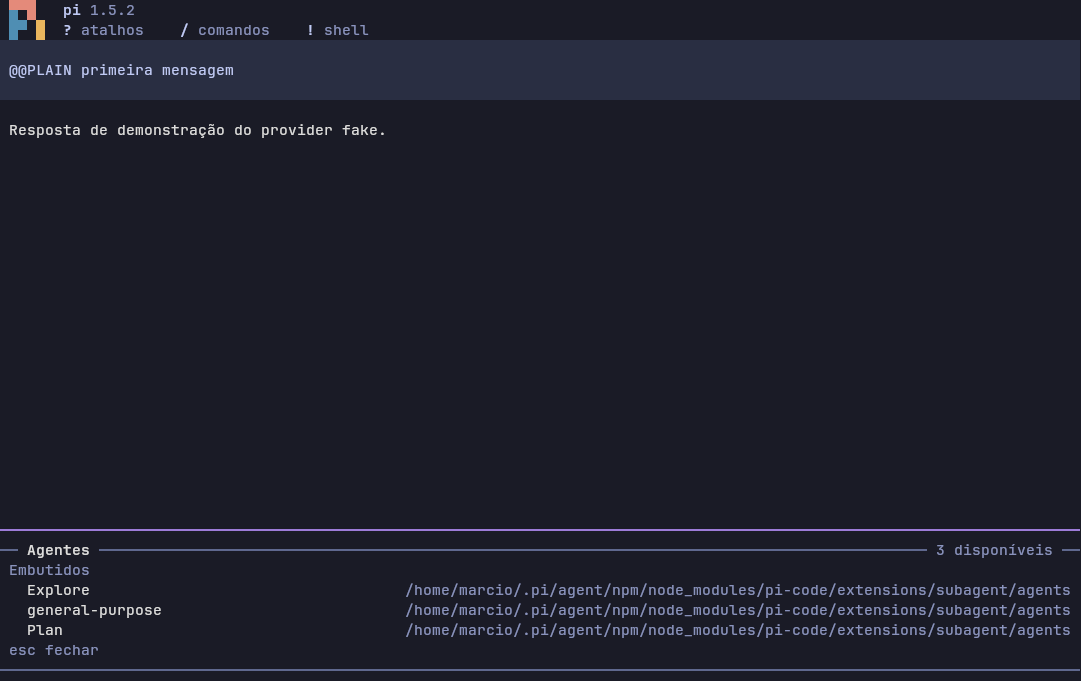 pi 1.5.2
? atalhos / comandos ! shell
@@PLAIN primeira mensagem
Resposta de demonstração do provider fake.
Agentes 3 disponíveis
Embutidos
Explore /home/marcio/.pi/agent/npm/node_modules/pi-code/extensions/subagent/agents
general-purpose /home/marcio/.pi/agent/npm/node_modules/pi-code/extensions/subagent/agents
Plan /home/marcio/.pi/agent/npm/node_modules/pi-code/extensions/subagent/agents
esc fechar